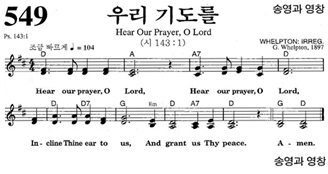 송영과 영창
549
우리 기도를
Ps. 143:1
Hear Our Prayer, O Lord
(시 143 : 1)
WHELPTON: IRREG.
G. Whelpton, 1897
조금 빠르게 ♩ = 104
D A7 A A7 D
Hear our prayer, O Lord, Hear our prayer, O Lord,
D D7 G Em D A7 D G D
In- cline Thine ear to us, And grant us Thy peace. A- men.
송영과 영창